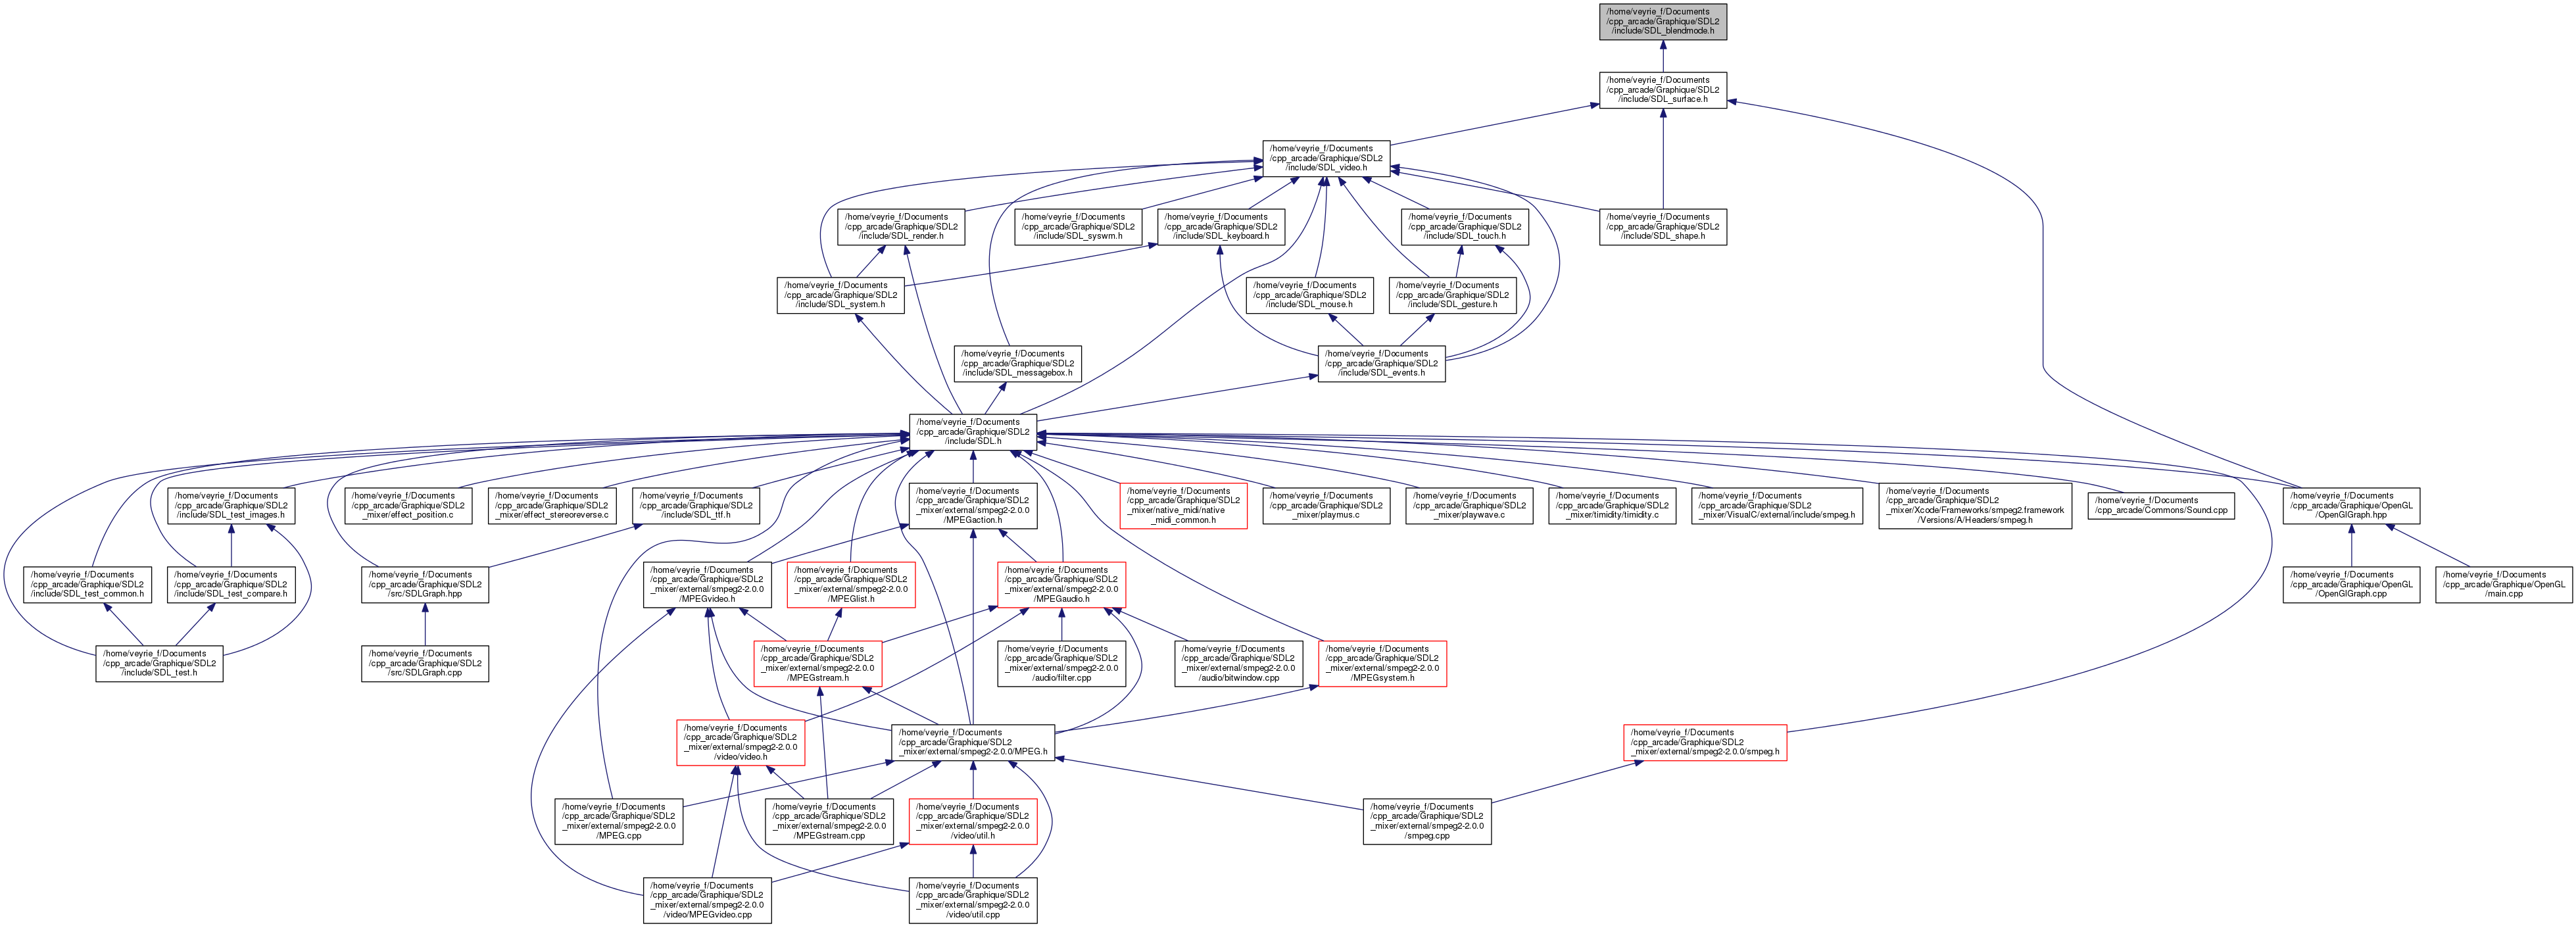 /home/veyrie_f/Documents
/cpp_arcade/Graphique/SDL2
/include/SDL_blendmode.h
/home/veyrie_f/Documents
/cpp_arcade/Graphique/SDL2
/include/SDL_surface.h
/home/veyrie_f/Documents
/cpp_arcade/Graphique/SDL2
/include/SDL_video.h
/home/veyrie_f/Documents
/cpp_arcade/Graphique/SDL2
/include/SDL_render.h
/home/veyrie_f/Documents
/cpp_arcade/Graphique/SDL2
/include/SDL_syswm.h
/home/veyrie_f/Documents
/cpp_arcade/Graphique/SDL2
/include/SDL_keyboard.h
/home/veyrie_f/Documents
/cpp_arcade/Graphique/SDL2
/include/SDL_touch.h
/home/veyrie_f/Documents
/cpp_arcade/Graphique/SDL2
/include/SDL_shape.h
/home/veyrie_f/Documents
/cpp_arcade/Graphique/SDL2
/include/SDL_system.h
/home/veyrie_f/Documents
/cpp_arcade/Graphique/SDL2
/include/SDL_mouse.h
/home/veyrie_f/Documents
/cpp_arcade/Graphique/SDL2
/include/SDL_gesture.h
/home/veyrie_f/Documents
/cpp_arcade/Graphique/SDL2
/include/SDL_messagebox.h
/home/veyrie_f/Documents
/cpp_arcade/Graphique/SDL2
/include/SDL_events.h
/home/veyrie_f/Documents
/cpp_arcade/Graphique/SDL2
/include/SDL.h
/home/veyrie_f/Documents
/cpp_arcade/Graphique/SDL2
/include/SDL_test_images.h
/home/veyrie_f/Documents
/cpp_arcade/Graphique/SDL2
_mixer/effect_position.c
/home/veyrie_f/Documents
/cpp_arcade/Graphique/SDL2
_mixer/effect_stereoreverse.c
/home/veyrie_f/Documents
/cpp_arcade/Graphique/SDL2
/include/SDL_ttf.h
/home/veyrie_f/Documents
/cpp_arcade/Graphique/SDL2
_mixer/external/smpeg2-2.0.0
/MPEGaction.h
/home/veyrie_f/Documents
/cpp_arcade/Graphique/SDL2
_mixer/native_midi/native
_midi_common.h
/home/veyrie_f/Documents
/cpp_arcade/Graphique/SDL2
_mixer/playmus.c
/home/veyrie_f/Documents
/cpp_arcade/Graphique/SDL2
_mixer/playwave.c
/home/veyrie_f/Documents
/cpp_arcade/Graphique/SDL2
_mixer/timidity/timidity.c
/home/veyrie_f/Documents
/cpp_arcade/Graphique/SDL2
_mixer/VisualC/external/include/smpeg.h
/home/veyrie_f/Documents
/cpp_arcade/Graphique/SDL2
_mixer/Xcode/Frameworks/smpeg2.framework
/Versions/A/Headers/smpeg.h
/home/veyrie_f/Documents
/cpp_arcade/Commons/Sound.cpp
/home/veyrie_f/Documents
/cpp_arcade/Graphique/OpenGL
/OpenGlGraph.hpp
/home/veyrie_f/Documents
/cpp_arcade/Graphique/SDL2
/include/SDL_test_common.h
/home/veyrie_f/Documents
/cpp_arcade/Graphique/SDL2
/include/SDL_test_compare.h
/home/veyrie_f/Documents
/cpp_arcade/Graphique/SDL2
/src/SDLGraph.hpp
/home/veyrie_f/Documents
/cpp_arcade/Graphique/SDL2
_mixer/external/smpeg2-2.0.0
/MPEGvideo.h
/home/veyrie_f/Documents
/cpp_arcade/Graphique/SDL2
_mixer/external/smpeg2-2.0.0
/MPEGlist.h
/home/veyrie_f/Documents
/cpp_arcade/Graphique/SDL2
_mixer/external/smpeg2-2.0.0
/MPEGaudio.h
/home/veyrie_f/Documents
/cpp_arcade/Graphique/OpenGL
/OpenGlGraph.cpp
/home/veyrie_f/Documents
/cpp_arcade/Graphique/OpenGL
/main.cpp
/home/veyrie_f/Documents
/cpp_arcade/Graphique/SDL2
/include/SDL_test.h
/home/veyrie_f/Documents
/cpp_arcade/Graphique/SDL2
/src/SDLGraph.cpp
/home/veyrie_f/Documents
/cpp_arcade/Graphique/SDL2
_mixer/external/smpeg2-2.0.0
/MPEGstream.h
/home/veyrie_f/Documents
/cpp_arcade/Graphique/SDL2
_mixer/external/smpeg2-2.0.0
/audio/filter.cpp
/home/veyrie_f/Documents
/cpp_arcade/Graphique/SDL2
_mixer/external/smpeg2-2.0.0
/audio/bitwindow.cpp
/home/veyrie_f/Documents
/cpp_arcade/Graphique/SDL2
_mixer/external/smpeg2-2.0.0
/MPEGsystem.h
/home/veyrie_f/Documents
/cpp_arcade/Graphique/SDL2
_mixer/external/smpeg2-2.0.0
/video/video.h
/home/veyrie_f/Documents
/cpp_arcade/Graphique/SDL2
_mixer/external/smpeg2-2.0.0/MPEG.h
/home/veyrie_f/Documents
/cpp_arcade/Graphique/SDL2
_mixer/external/smpeg2-2.0.0/smpeg.h
/home/veyrie_f/Documents
/cpp_arcade/Graphique/SDL2
_mixer/external/smpeg2-2.0.0
/MPEG.cpp
/home/veyrie_f/Documents
/cpp_arcade/Graphique/SDL2
_mixer/external/smpeg2-2.0.0
/MPEGstream.cpp
/home/veyrie_f/Documents
/cpp_arcade/Graphique/SDL2
_mixer/external/smpeg2-2.0.0
/video/util.h
/home/veyrie_f/Documents
/cpp_arcade/Graphique/SDL2
_mixer/external/smpeg2-2.0.0
/smpeg.cpp
/home/veyrie_f/Documents
/cpp_arcade/Graphique/SDL2
_mixer/external/smpeg2-2.0.0
/video/MPEGvideo.cpp
/home/veyrie_f/Documents
/cpp_arcade/Graphique/SDL2
_mixer/external/smpeg2-2.0.0
/video/util.cpp